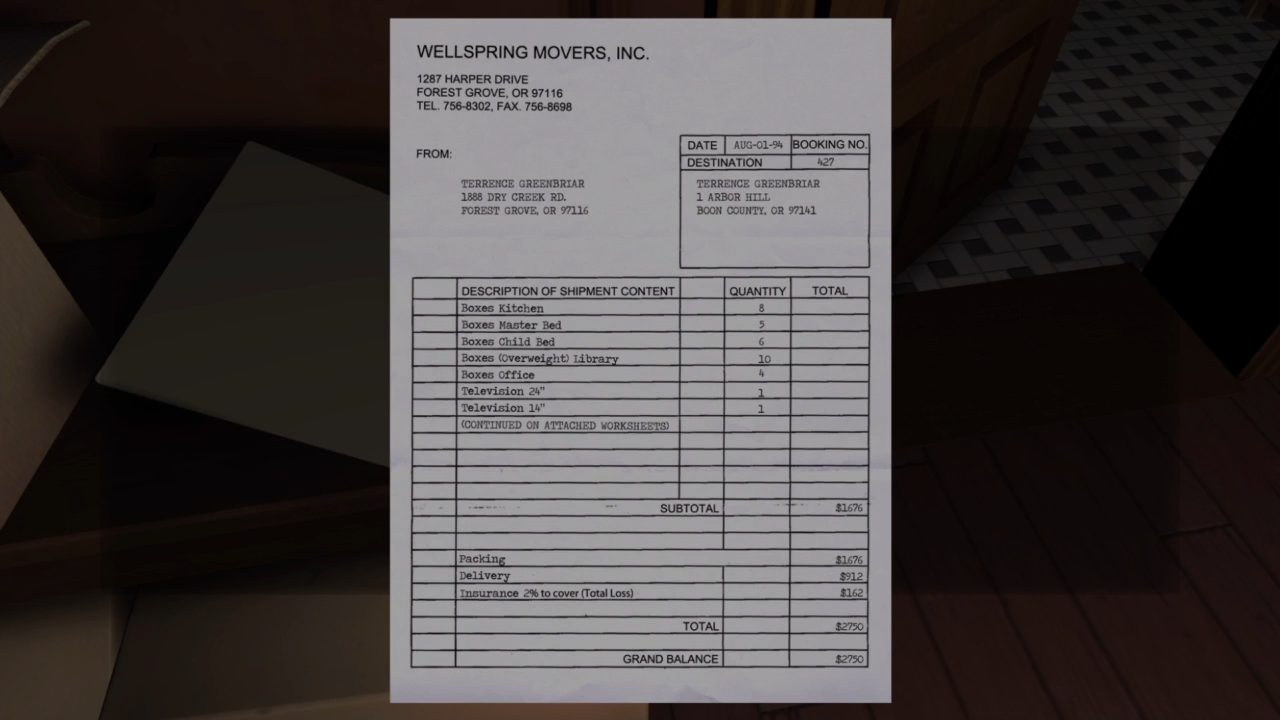 WELLSPRING MOVERS, INC.
1287 HARPER DRIVE
FOREST GROVE, OR 97116
TEL. 756-8302, FAX. 756-8698
FROM:
TERRENCE GREENBRIAR
1888 DRY CREEK RD.
FOREST GROVE, OR 97116
DATE AUG-01-94 BOOKING NO.
DESTINATION 427
TERRENCE GREENBRIAR
1 ARBOR HILL
BOON COUNTY, OR 97141
DESCRIPTION OF SHIPMENT CONTENT QUANTITY TOTAL
Boxes Kitchen 8
Boxes Master Bed 5
Boxes Child Bed 6
Boxes (Overweight) Library 10
Boxes Office 4
Television 24" 1
Television 14" 1
(CONTINUED ON ATTACHED WORKSHEETS)
SUBTOTAL $1676
Packing $1676
Delivery $912
Insurance 2% to cover (Total Loss) $162
TOTAL $2750
GRAND BALANCE $2750